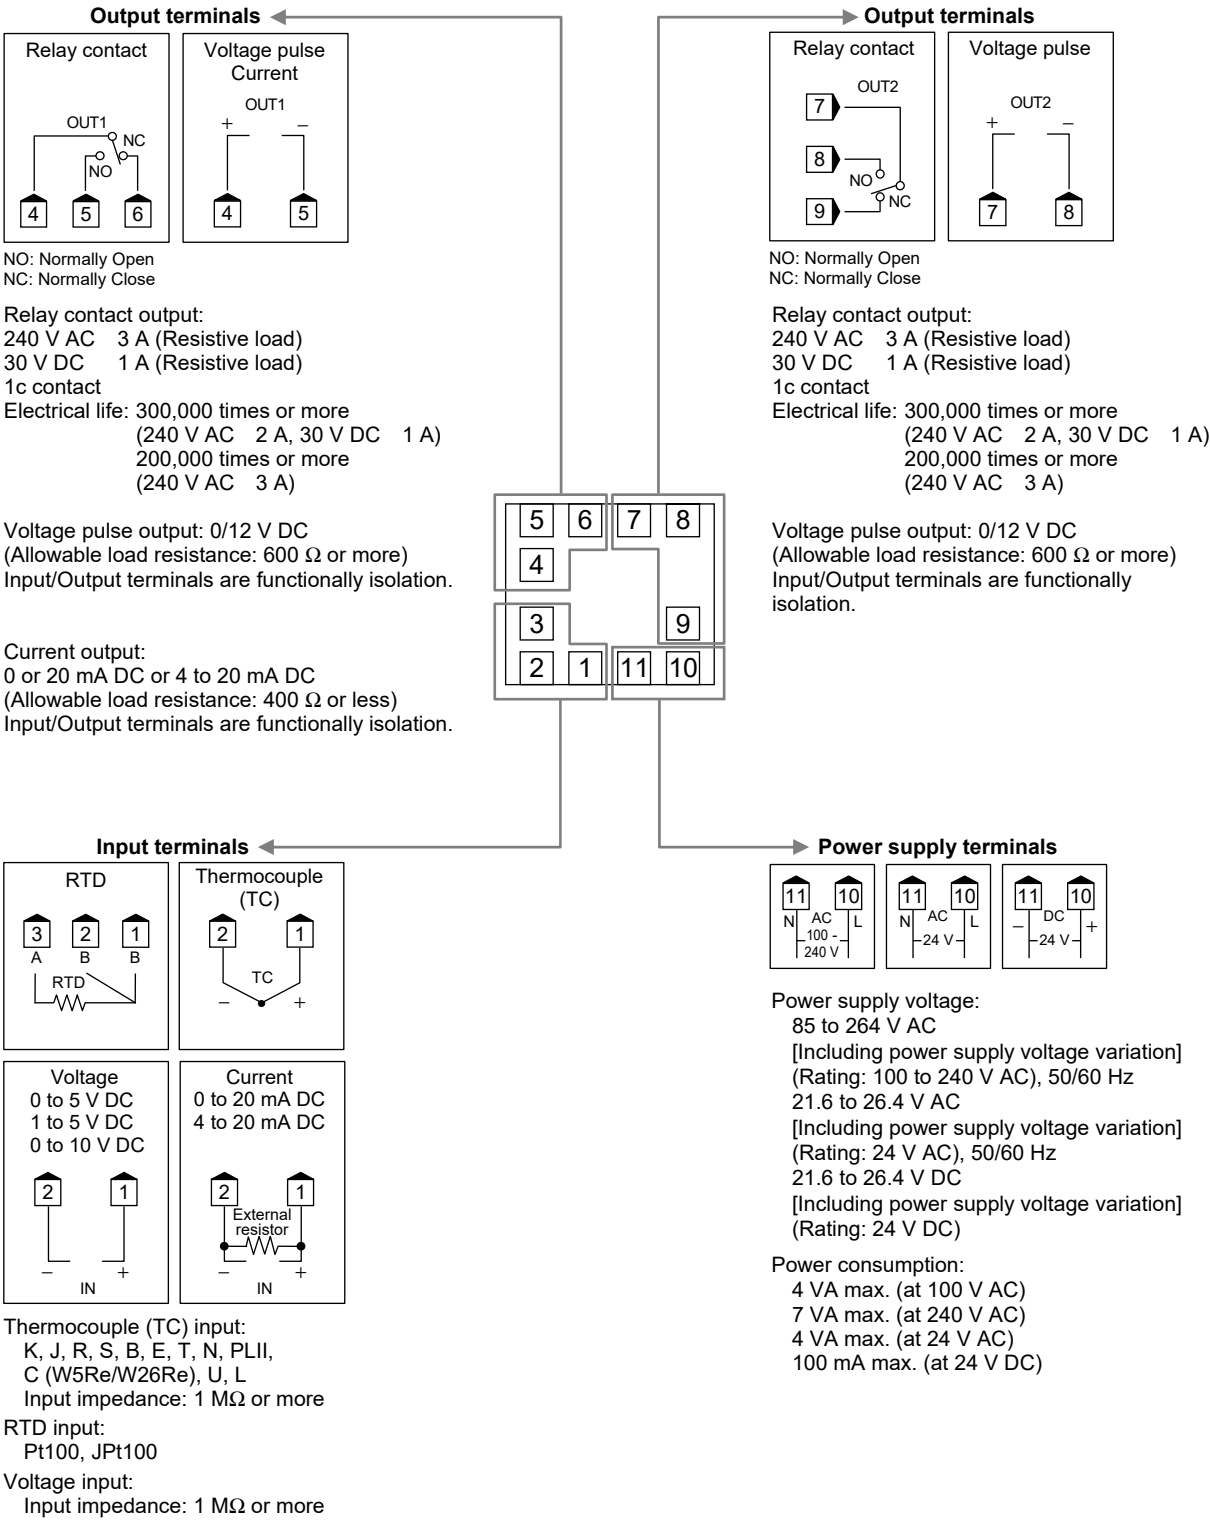 Output terminals
Relay contact
OUT1
NC
NO
4 5 6
Voltage pulse
Current
OUT1
+ −
4 5
NO: Normally Open
NC: Normally Close
Relay contact output:
240 V AC 3 A (Resistive load)
30 V DC 1 A (Resistive load)
1c contact
Electrical life: 300,000 times or more
(240 V AC 2 A, 30 V DC 1 A)
200,000 times or more
(240 V AC 3 A)
Voltage pulse output: 0/12 V DC
(Allowable load resistance: 600 Ω or more)
Input/Output terminals are functionally isolation.
Current output:
0 or 20 mA DC or 4 to 20 mA DC
(Allowable load resistance: 400 Ω or less)
Input/Output terminals are functionally isolation.
Output terminals
Relay contact
OUT2
7
8
NO
NC
9
Voltage pulse
OUT2
+ −
7 8
NO: Normally Open
NC: Normally Close
Relay contact output:
240 V AC 3 A (Resistive load)
30 V DC 1 A (Resistive load)
1c contact
Electrical life: 300,000 times or more
(240 V AC 2 A, 30 V DC 1 A)
200,000 times or more
(240 V AC 3 A)
Voltage pulse output: 0/12 V DC
(Allowable load resistance: 600 Ω or more)
Input/Output terminals are functionally
isolation.
5 6 7 8
4
3 9
2 1 11 10
Input terminals
RTD
3 2 1
A B B
RTD
Thermocouple
(TC)
2 1
TC
− +
Voltage
0 to 5 V DC
1 to 5 V DC
0 to 10 V DC
2 1
− +
IN
Current
0 to 20 mA DC
4 to 20 mA DC
2 1
External
resistor
− +
IN
Thermocouple (TC) input:
K, J, R, S, B, E, T, N, PLII,
C (W5Re/W26Re), U, L
Input impedance: 1 MΩ or more
RTD input:
Pt100, JPt100
Voltage input:
Input impedance: 1 MΩ or more
Power supply terminals
11 10
N AC L
100 -
240 V
11 10
N AC L
24 V
11 10
− DC +
24 V
Power supply voltage:
85 to 264 V AC
[Including power supply voltage variation]
(Rating: 100 to 240 V AC), 50/60 Hz
21.6 to 26.4 V AC
[Including power supply voltage variation]
(Rating: 24 V AC), 50/60 Hz
21.6 to 26.4 V DC
[Including power supply voltage variation]
(Rating: 24 V DC)
Power consumption:
4 VA max. (at 100 V AC)
7 VA max. (at 240 V AC)
4 VA max. (at 24 V AC)
100 mA max. (at 24 V DC)